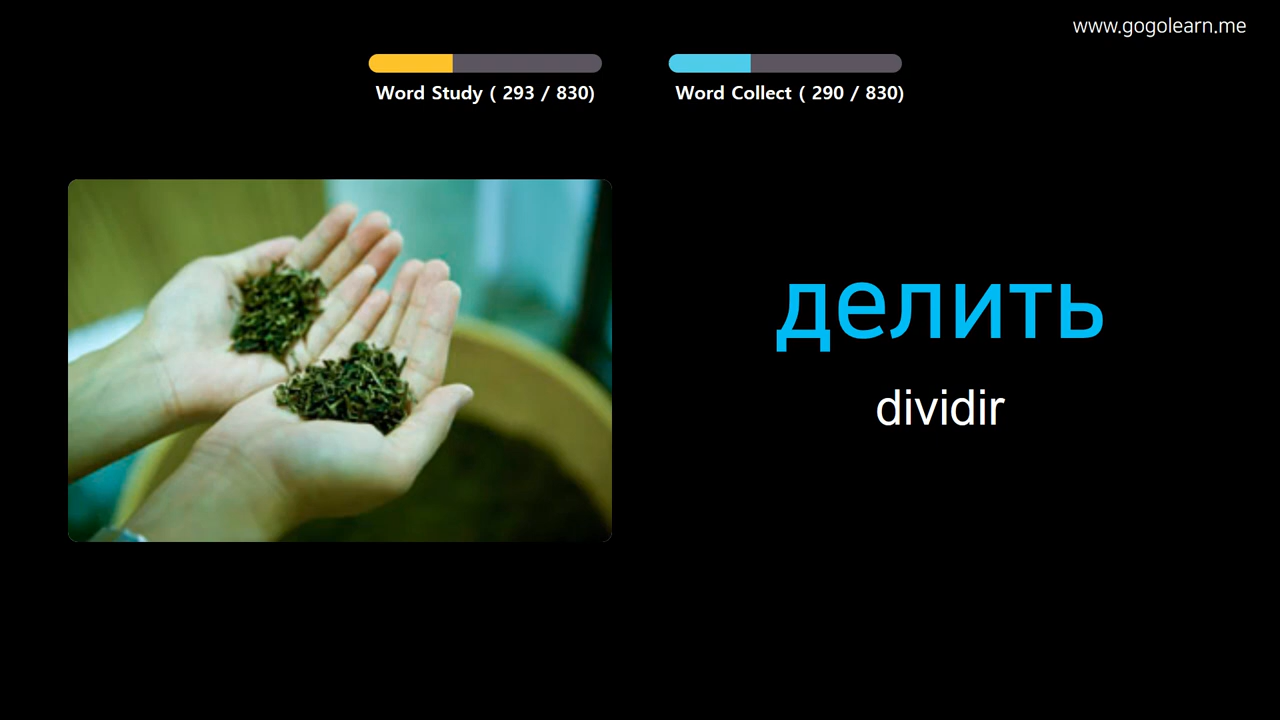 www.gogolearn.me
Word Study ( 293 / 830)
Word Collect ( 290 / 830)
делить
dividir